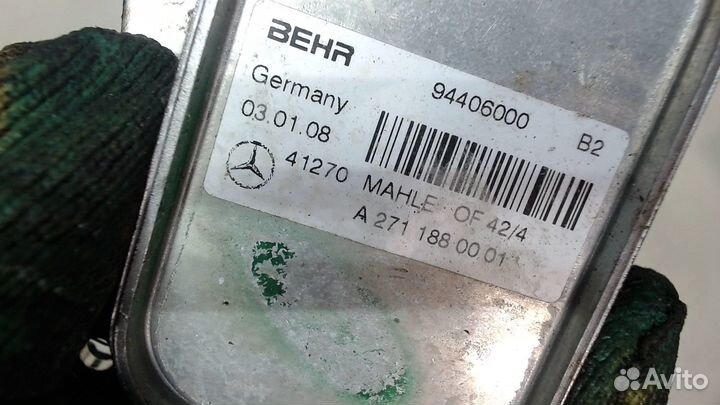 BEHR
Germany 94406000 B2
03.01.08
41270 MAHLE OF 42/4
A 271 188 00 01
Avito